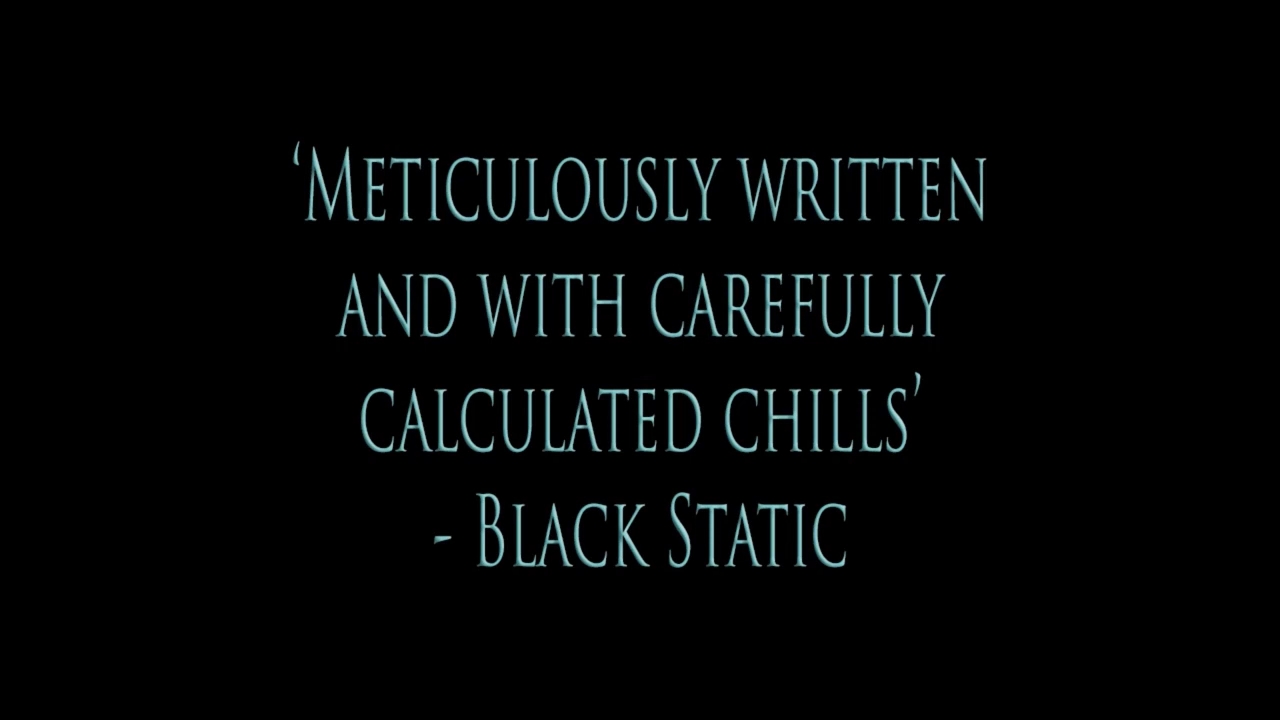 ‘Meticulously written
and with carefully
calculated chills’
- Black Static